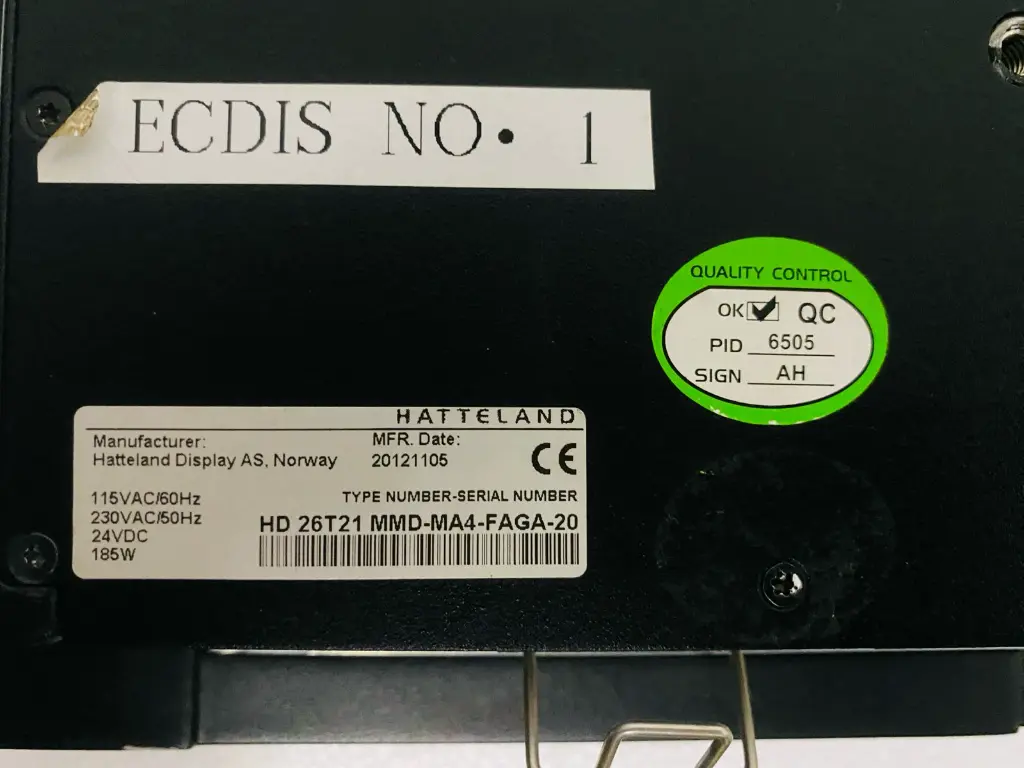 ECDIS NO. 1
QUALITY CONTROL
OK QC
PID 6505
SIGN AH
HATTELAND
Manufacturer:
Hatteland Display AS, Norway
MFR. Date:
20121105
CE
115VAC/60Hz
230VAC/50Hz
24VDC
185W
TYPE NUMBER-SERIAL NUMBER
HD 26T21 MMD-MA4-FAGA-20